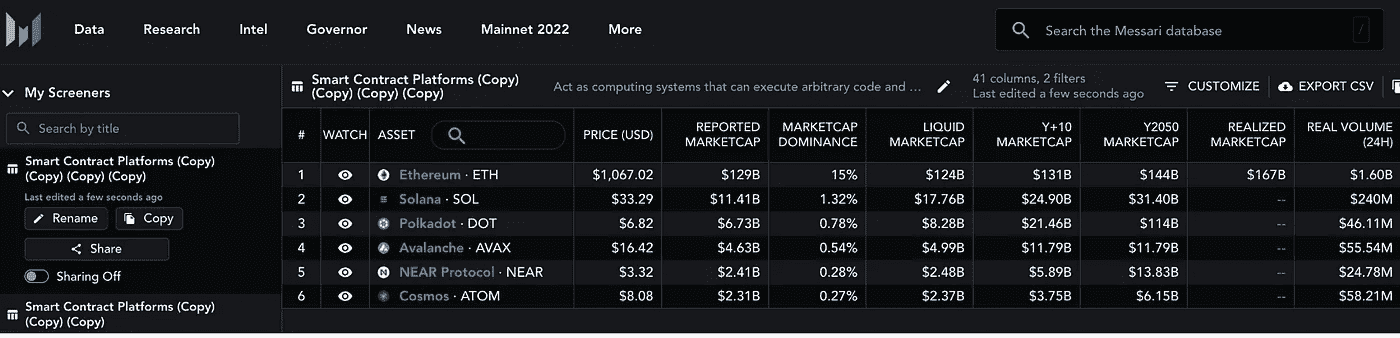 Data Research Intel Governor News Mainnet 2022 More
Search the Messari database /
My Screeners
Search by title
Smart Contract Platforms (Copy)
(Copy) (Copy) (Copy)
Last edited a few seconds ago
Rename Copy
Share
Sharing Off
Smart Contract Platforms (Copy)
(Copy) (Copy)
Smart Contract Platforms (Copy)
(Copy) (Copy) (Copy)
Act as computing systems that can execute arbitrary code and …
41 columns, 2 filters
Last edited a few seconds ago
CUSTOMIZE EXPORT CSV
# WATCH ASSET PRICE (USD) REPORTED MARKETCAP MARKETCAP DOMINANCE LIQUID MARKETCAP Y+10 MARKETCAP Y2050 MARKETCAP REALIZED MARKETCAP REAL VOLUME (24H)
1 Ethereum · ETH $1,067.02 $129B 15% $124B $131B $144B $167B $1.60B
2 Solana · SOL $33.29 $11.41B 1.32% $17.76B $24.90B $31.40B -- $240M
3 Polkadot · DOT $6.82 $6.73B 0.78% $8.28B $21.46B $114B -- $46.11M
4 Avalanche · AVAX $16.42 $4.63B 0.54% $4.99B $11.79B $11.79B -- $55.54M
5 NEAR Protocol · NEAR $3.32 $2.41B 0.28% $2.48B $5.89B $13.83B -- $24.78M
6 Cosmos · ATOM $8.08 $2.31B 0.27% $2.37B $3.75B $6.15B -- $58.21M